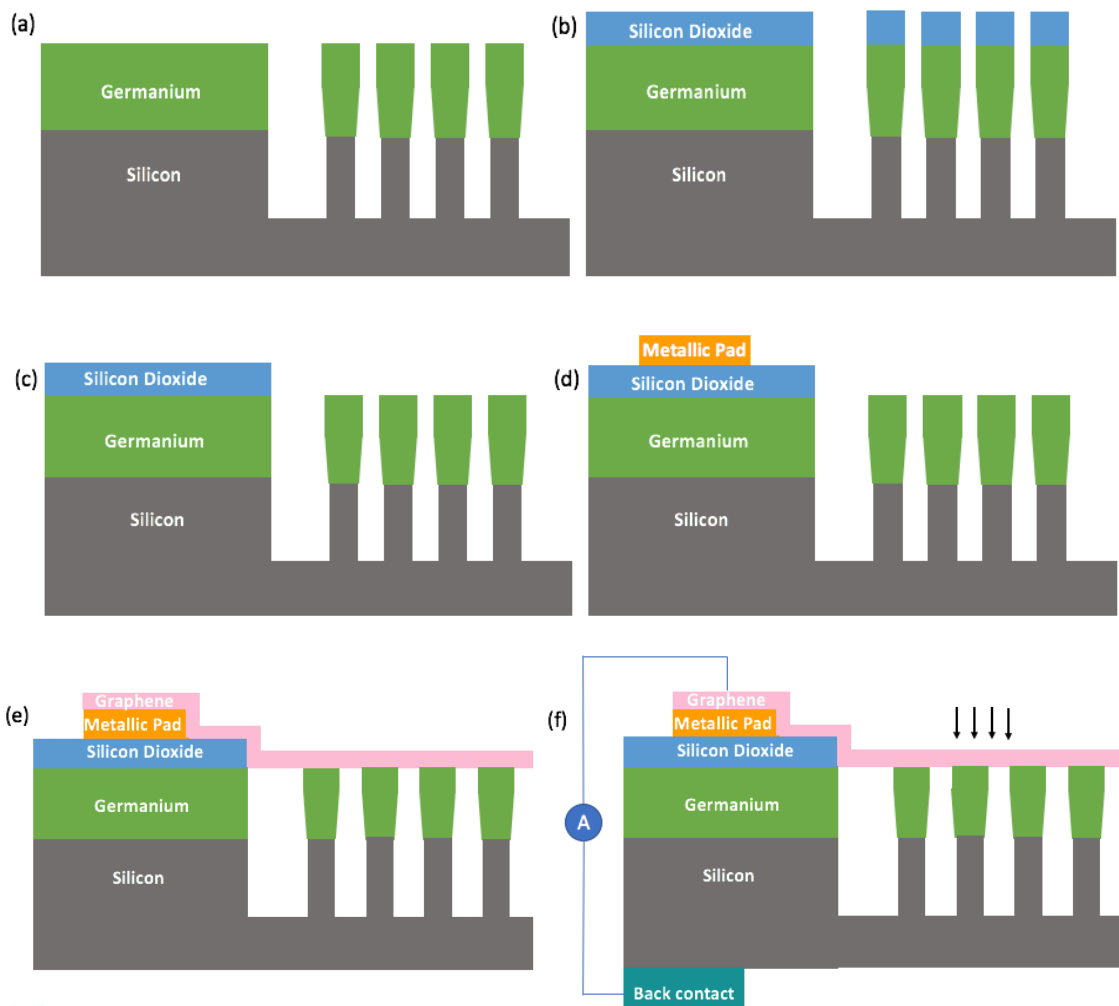 (a)
Germanium
Silicon
(b)
Silicon Dioxide
Germanium
Silicon
(c)
Silicon Dioxide
Germanium
Silicon
(d)
Metallic Pad
Silicon Dioxide
Germanium
Silicon
(e)
Graphene
Metallic Pad
Silicon Dioxide
Germanium
Silicon
(f)
Graphene
Metallic Pad
Silicon Dioxide
Germanium
A
Silicon
Back contact